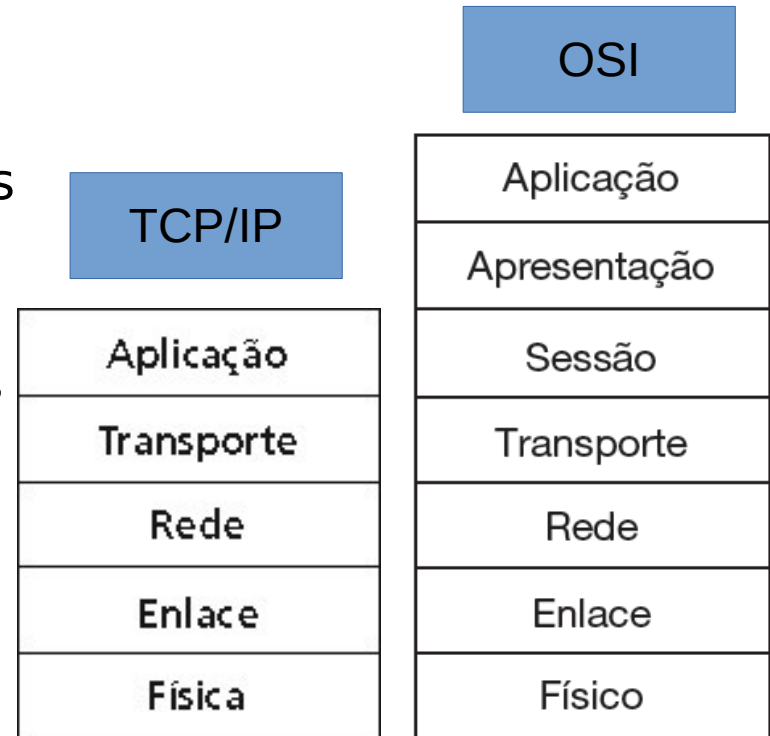 OSI
TCP/IP
s
Aplicação
Transporte
Rede
Enlace
Física
Aplicação
Apresentação
Sessão
Transporte
Rede
Enlace
Físico